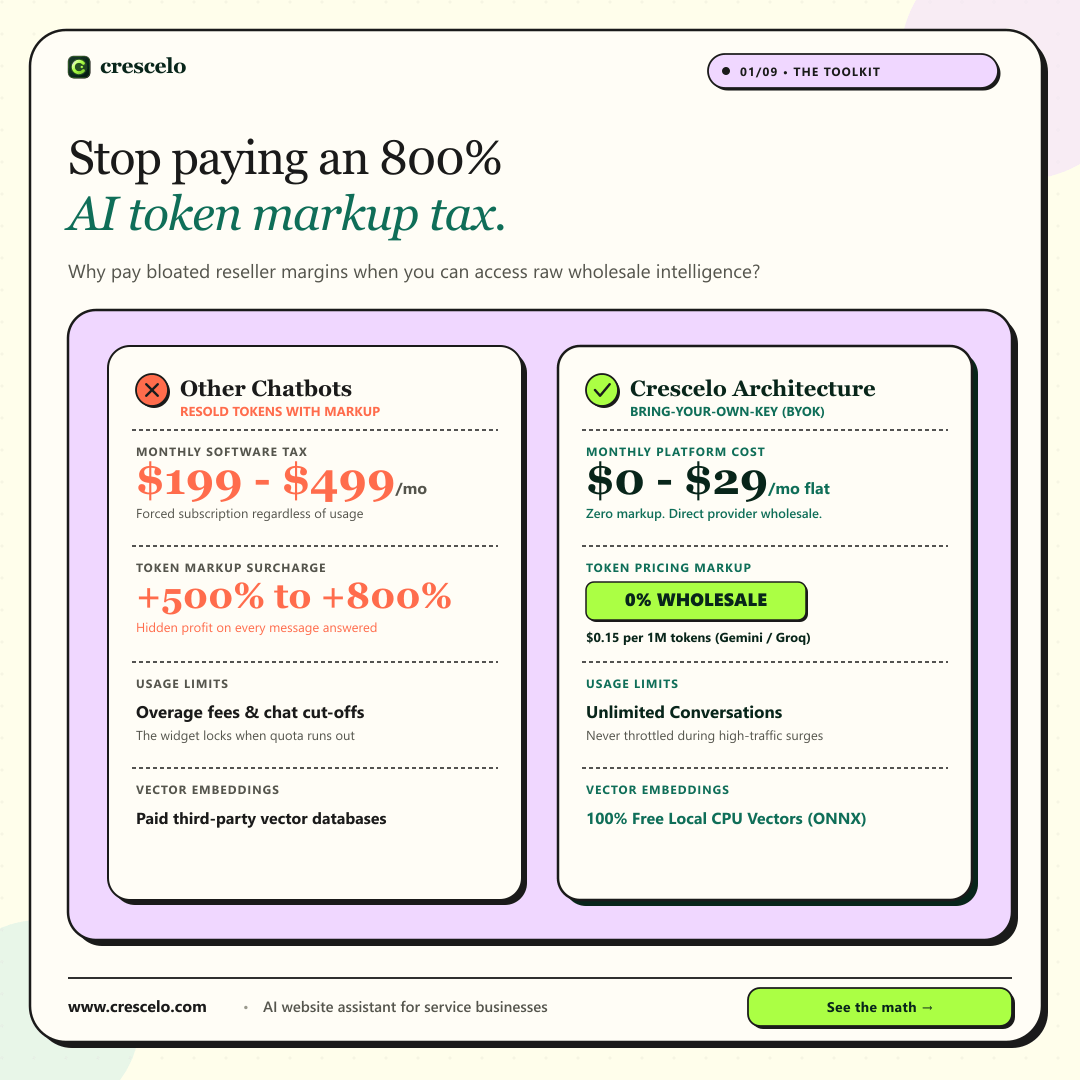 crescelo
01/09 • THE TOOLKIT
Stop paying an 800%
AI token markup tax.
Why pay bloated reseller margins when you can access raw wholesale intelligence?
Other Chatbots
RESOLD TOKENS WITH MARKUP
MONTHLY SOFTWARE TAX
$199 - $499/mo
Forced subscription regardless of usage
TOKEN MARKUP SURCHARGE
+500% to +800%
Hidden profit on every message answered
USAGE LIMITS
Overage fees & chat cut-offs
The widget locks when quota runs out
VECTOR EMBEDDINGS
Paid third-party vector databases
Crescelo Architecture
BRING-YOUR-OWN-KEY (BYOK)
MONTHLY PLATFORM COST
$0 - $29/mo flat
Zero markup. Direct provider wholesale.
TOKEN PRICING MARKUP
0% WHOLESALE
$0.15 per 1M tokens (Gemini / Groq)
USAGE LIMITS
Unlimited Conversations
Never throttled during high-traffic surges
VECTOR EMBEDDINGS
100% Free Local CPU Vectors (ONNX)
www.crescelo.com • AI website assistant for service businesses
See the math →